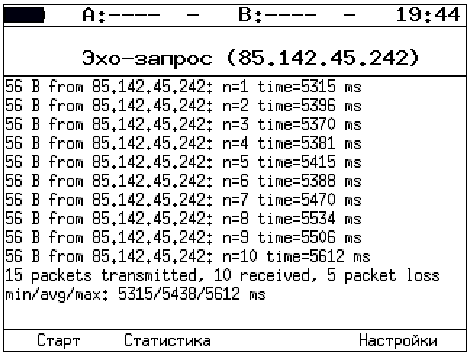 A:---- - B:---- - 19:44
Эхо-запрос (85.142.45.242)
56 B from 85.142.45.242: n=1 time=5315 ms
56 B from 85.142.45.242: n=2 time=5396 ms
56 B from 85.142.45.242: n=3 time=5370 ms
56 B from 85.142.45.242: n=4 time=5381 ms
56 B from 85.142.45.242: n=5 time=5415 ms
56 B from 85.142.45.242: n=6 time=5388 ms
56 B from 85.142.45.242: n=7 time=5470 ms
56 B from 85.142.45.242: n=8 time=5534 ms
56 B from 85.142.45.242: n=9 time=5506 ms
56 B from 85.142.45.242: n=10 time=5612 ms
15 packets transmitted, 10 received, 5 packet loss
min/avg/max: 5315/5438/5612 ms
Старт Статистика Настройки